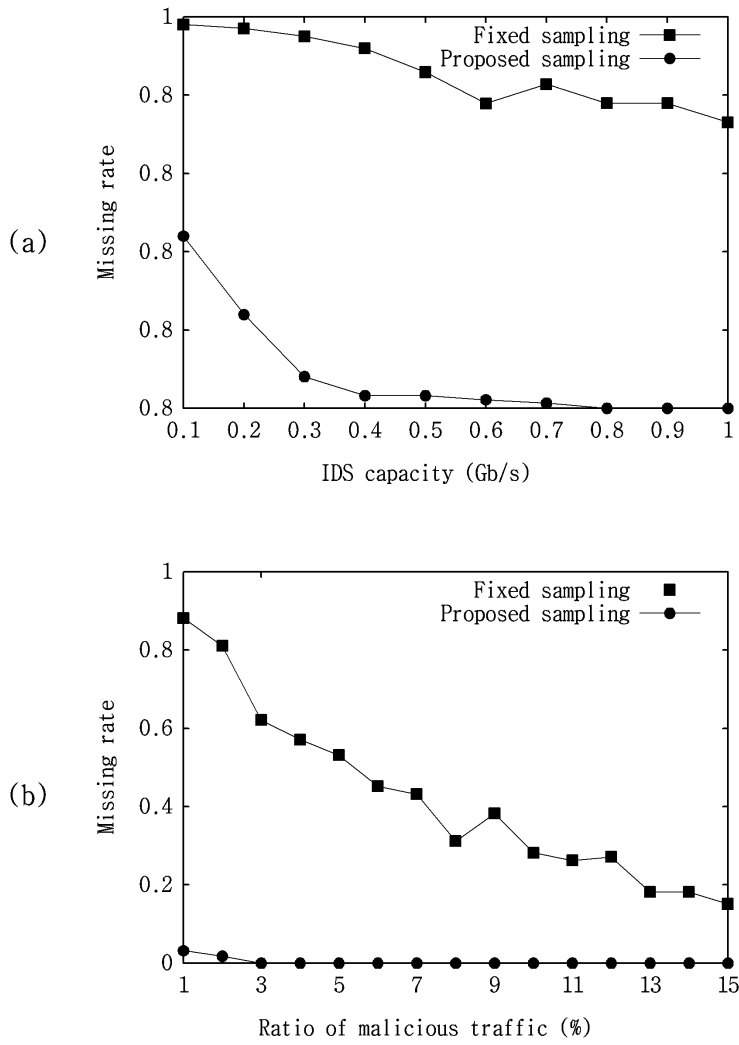 1
Fixed sampling
Proposed sampling
0.8
0.8
0.8
0.8
0.8
Missing rate
(a)
0.1 0.2 0.3 0.4 0.5 0.6 0.7 0.8 0.9 1
IDS capacity (Gb/s)
1
Fixed sampling
Proposed sampling
0.8
0.6
0.4
0.2
0
Missing rate
(b)
1 3 5 7 9 11 13 15
Ratio of malicious traffic (%)